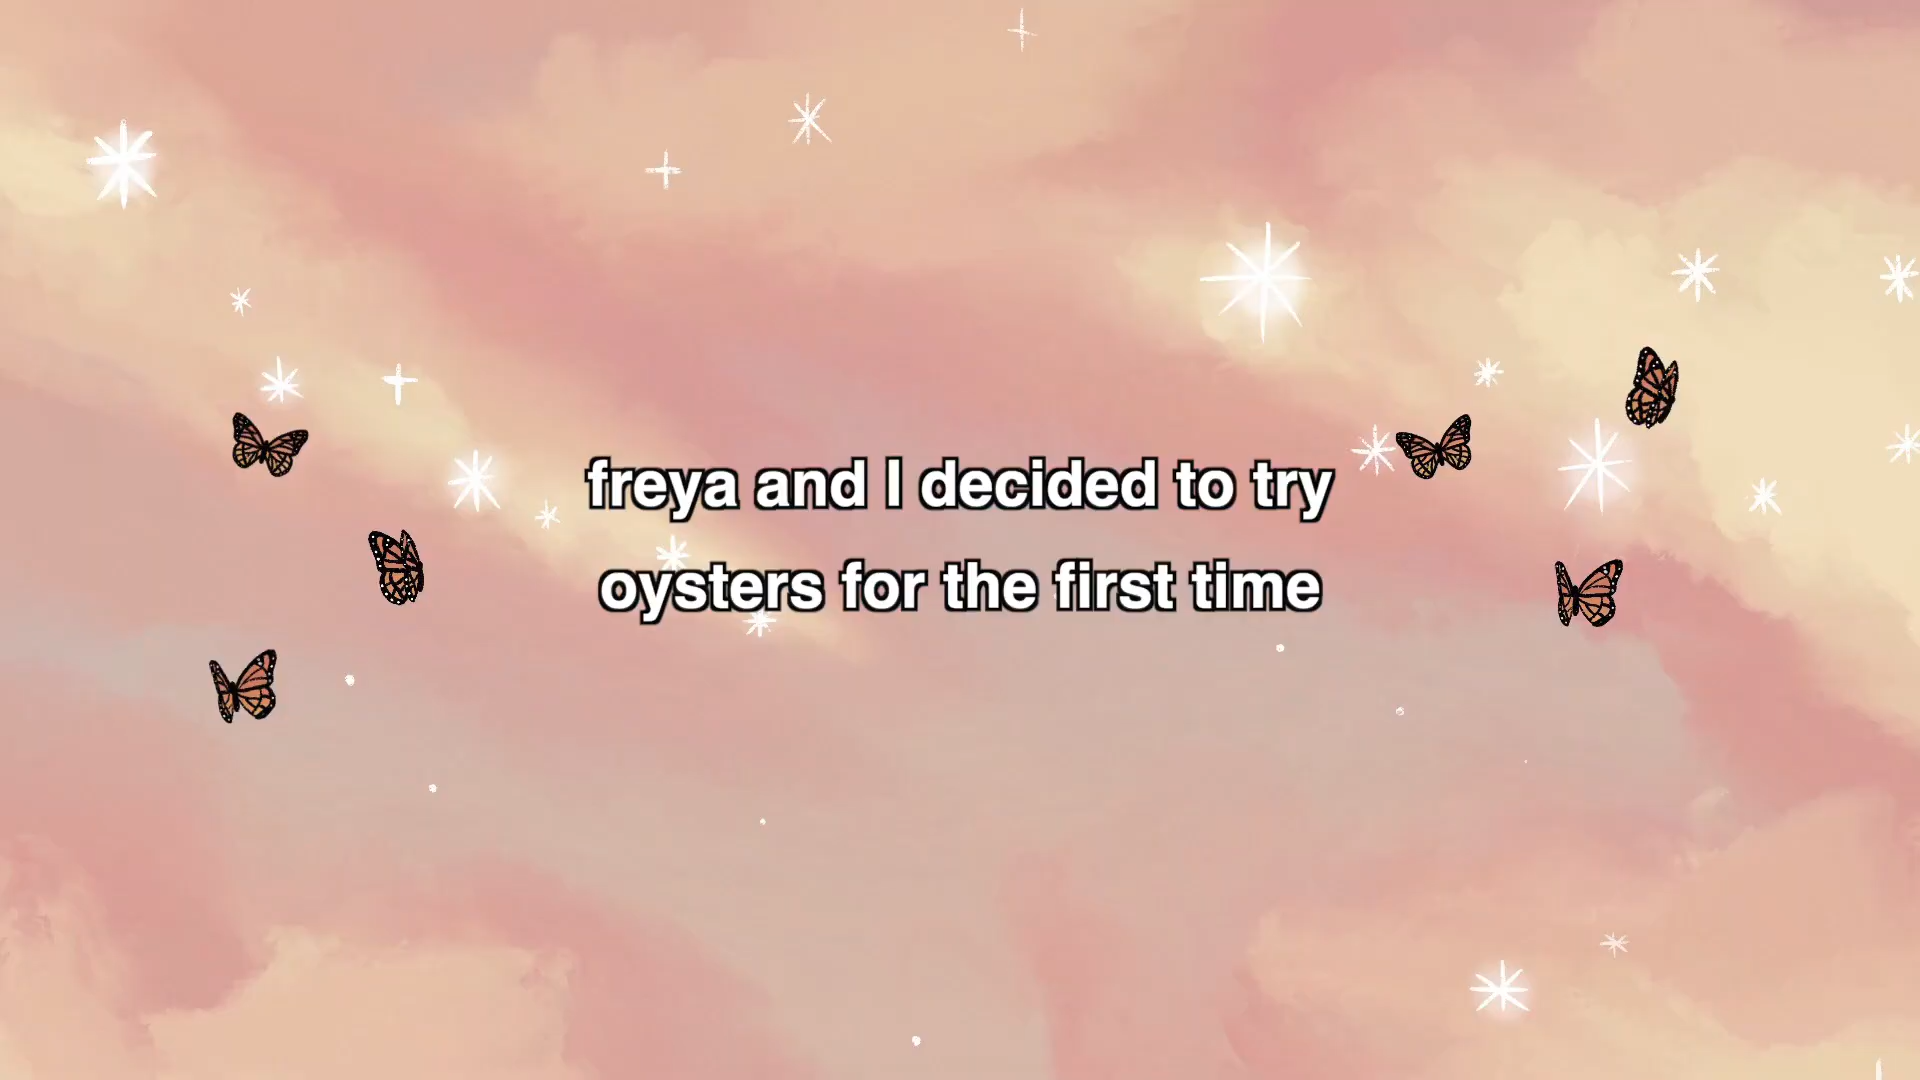 freya and I decided to try
oysters for the first time